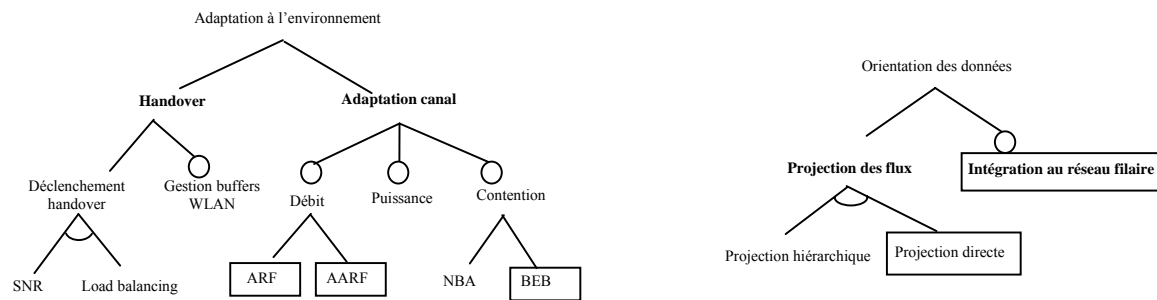 Adaptation à l'environnement
Handover
Adaptation canal
Déclenchement
handover
Gestion buffers
WLAN
Débit
Puissance
Contention
SNR
Load balancing
ARF
AARF
NBA
BEB
Orientation des données
Projection des flux
Intégration au réseau filaire
Projection hiérarchique
Projection directe